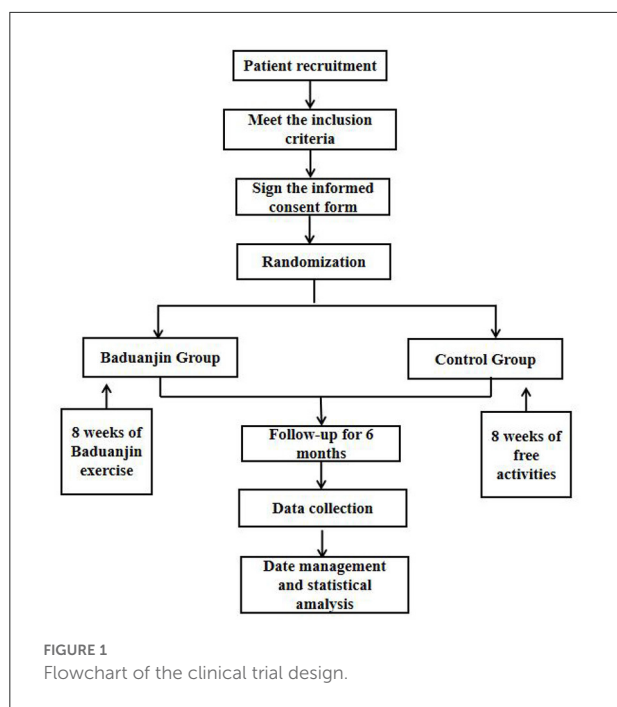 Patient recruitment
Meet the inclusion
criteria
Sign the informed
consent form
Randomization
Baduanjin Group
Control Group
8 weeks of
Baduanjin
exercise
Follow-up for 6
months
8 weeks of
free
activities
Data collection
Date management
and statistical
amalysis
FIGURE 1
Flowchart of the clinical trial design.